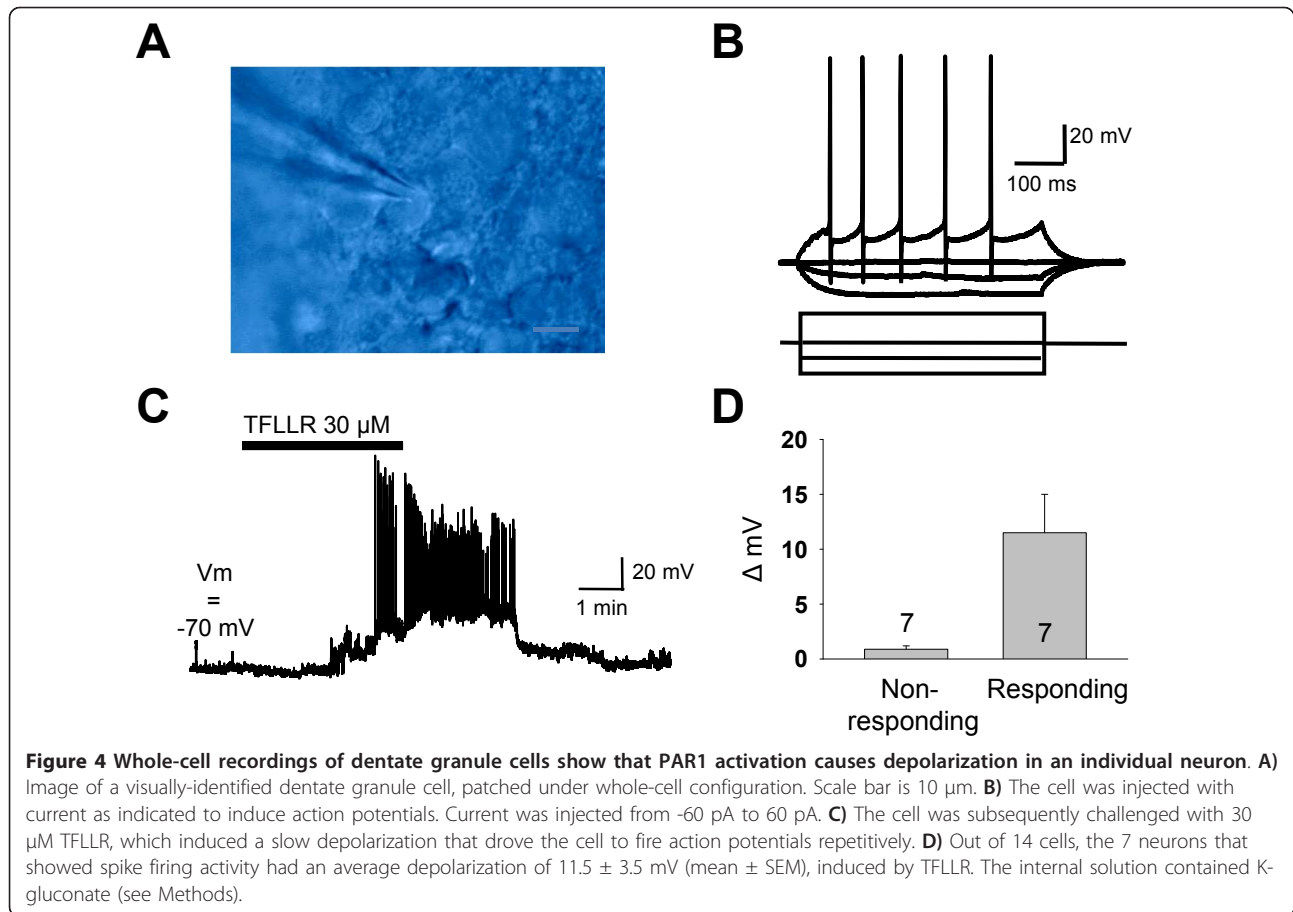 A
B
20 mV
100 ms
C
TFLLR 30 µM
Vm
=
-70 mV
20 mV
1 min
D
20
15
10
5
0
Δ mV
7
7
Non-
responding
Responding
Figure 4 Whole-cell recordings of dentate granule cells show that PAR1 activation causes depolarization in an individual neuron. A)
Image of a visually-identified dentate granule cell, patched under whole-cell configuration. Scale bar is 10 μm. B) The cell was injected with
current as indicated to induce action potentials. Current was injected from -60 pA to 60 pA. C) The cell was subsequently challenged with 30
μM TFLLR, which induced a slow depolarization that drove the cell to fire action potentials repetitively. D) Out of 14 cells, the 7 neurons that
showed spike firing activity had an average depolarization of 11.5 ± 3.5 mV (mean ± SEM), induced by TFLLR. The internal solution contained K-
gluconate (see Methods).